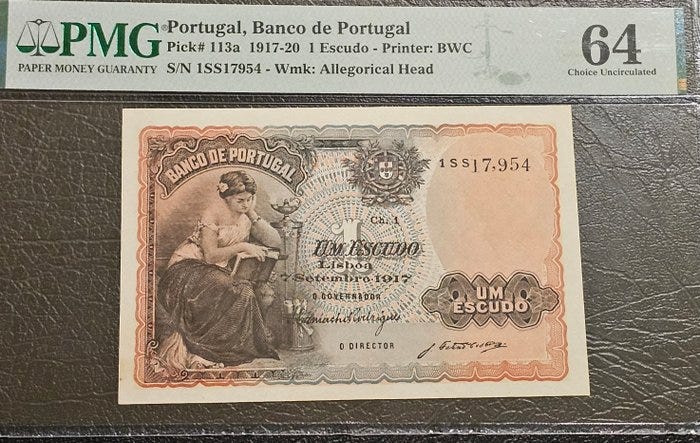 PMG
PAPER MONEY GUARANTY
Portugal, Banco de Portugal
Pick# 113a 1917-20 1 Escudo - Printer: BWC
S/N 1SS17954 - Wmk: Allegorical Head
64
Choice Uncirculated
BANCO DE PORTUGAL
1SS17,954
Ch. 1
1
UM ESCUDO
Lisboa
7 Setembro 1917
O GOVERNADOR
O DIRECTOR
UM
ESCUDO